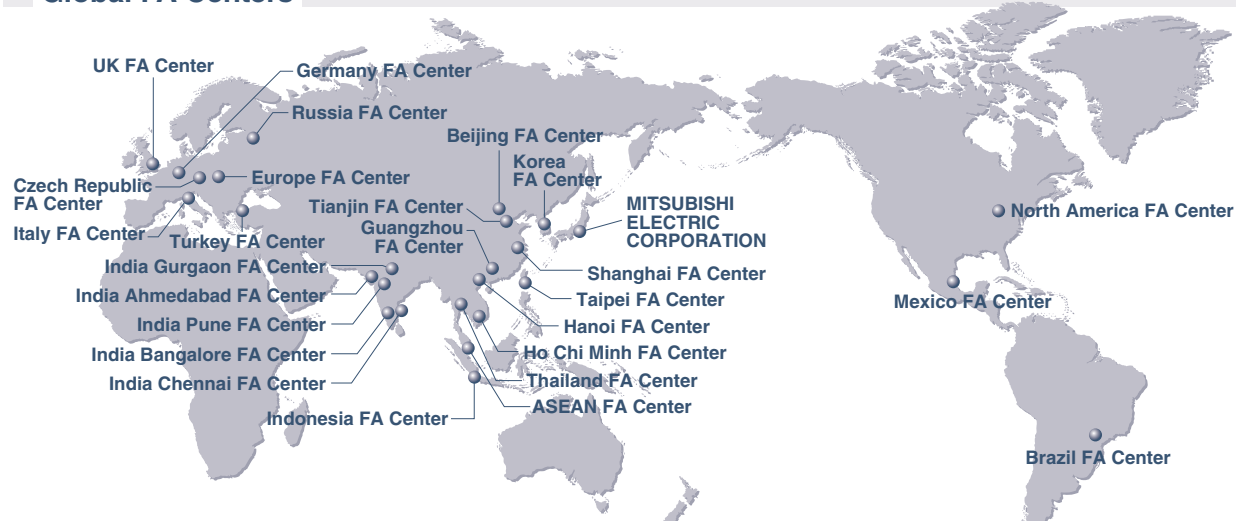 Global FA Centers
UK FA Center
Germany FA Center
Russia FA Center
Beijing FA Center
Korea
FA Center
Czech Republic
FA Center
Europe FA Center
Tianjin FA Center
MITSUBISHI
ELECTRIC
CORPORATION
North America FA Center
Italy FA Center
Turkey FA Center
Guangzhou
FA Center
India Gurgaon FA Center
Shanghai FA Center
India Ahmedabad FA Center
Taipei FA Center
Mexico FA Center
India Pune FA Center
Hanoi FA Center
India Bangalore FA Center
Ho Chi Minh FA Center
India Chennai FA Center
Thailand FA Center
ASEAN FA Center
Indonesia FA Center
Brazil FA Center